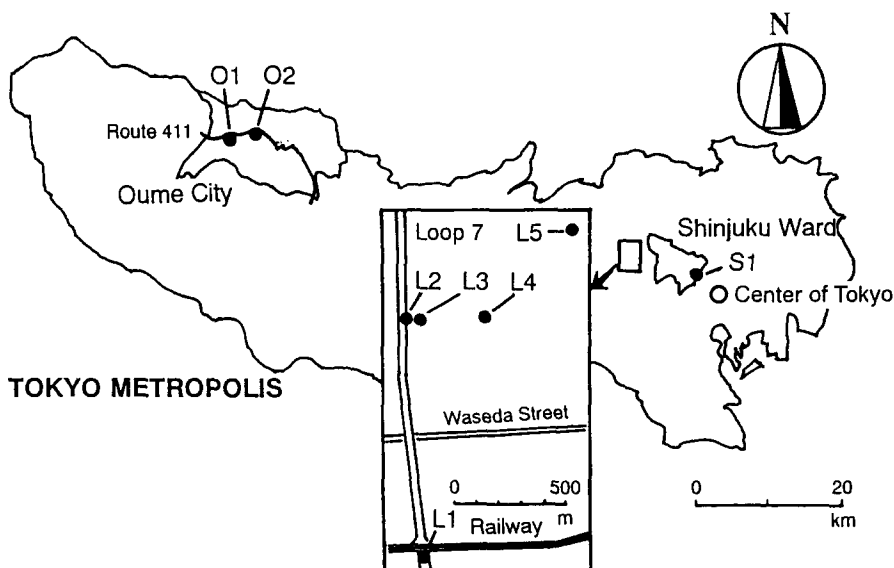 N
O1 O2
Route 411
Oume City
Loop 7 L5
Shinjuku Ward
S1
L2 L3 L4
Center of Tokyo
TOKYO METROPOLIS
Waseda Street
0 500
m
0 20
km
L1 Railway